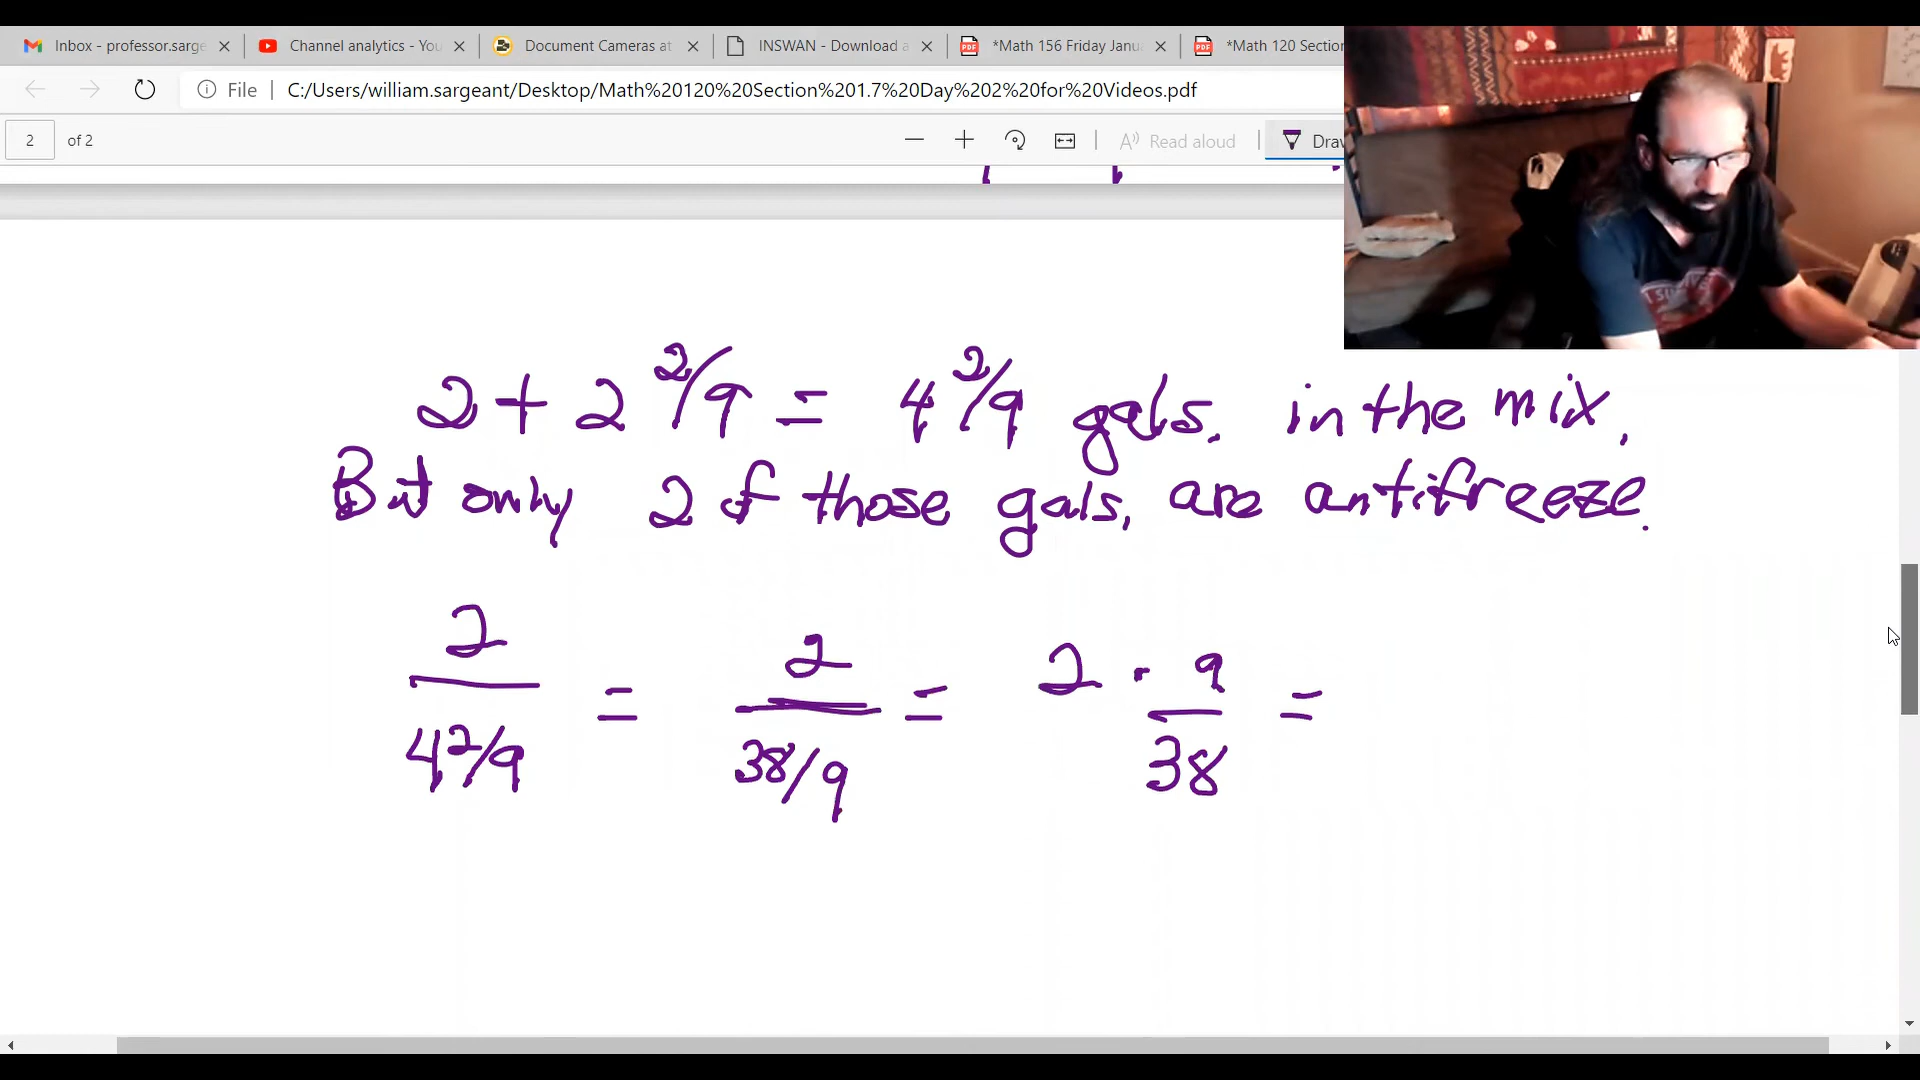 Inbox - professor.sarge
Channel analytics - You
Document Cameras at
INSWAN - Download a
*Math 156 Friday Janu
*Math 120 Section
File
C:/Users/william.sargeant/Desktop/Math%20120%20Section%201.7%20Day%202%20for%20Videos.pdf
2 of 2
Read aloud
Draw
2 + 2 2/9 = 4 2/9 gals. in the mix.
But only 2 of those gals. are antifreeze.
2 / 4 2/9 = 2 / 38/9 = 2 · 9/38 =